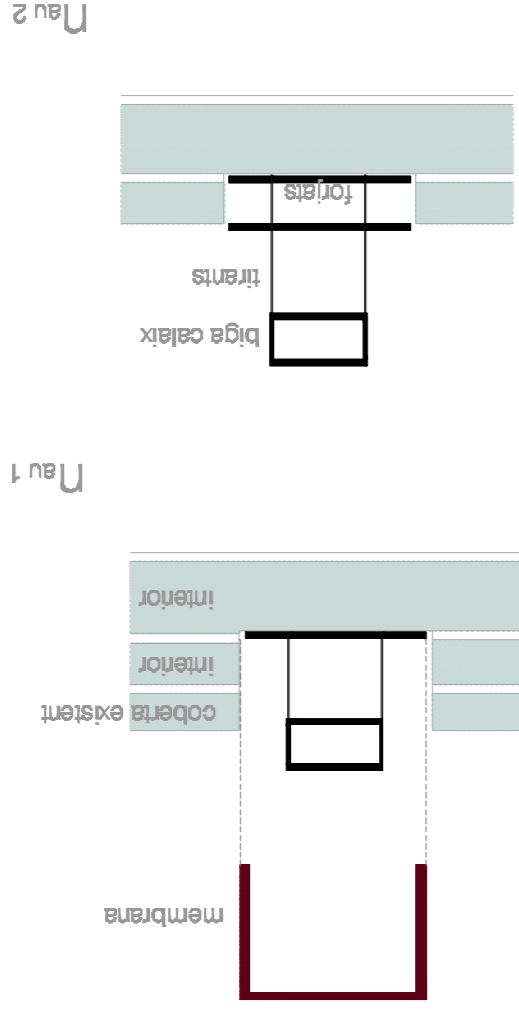 membrana
coberta existent
interior
interior
nau 1
biga calaix
tirants
forjats
nau 2